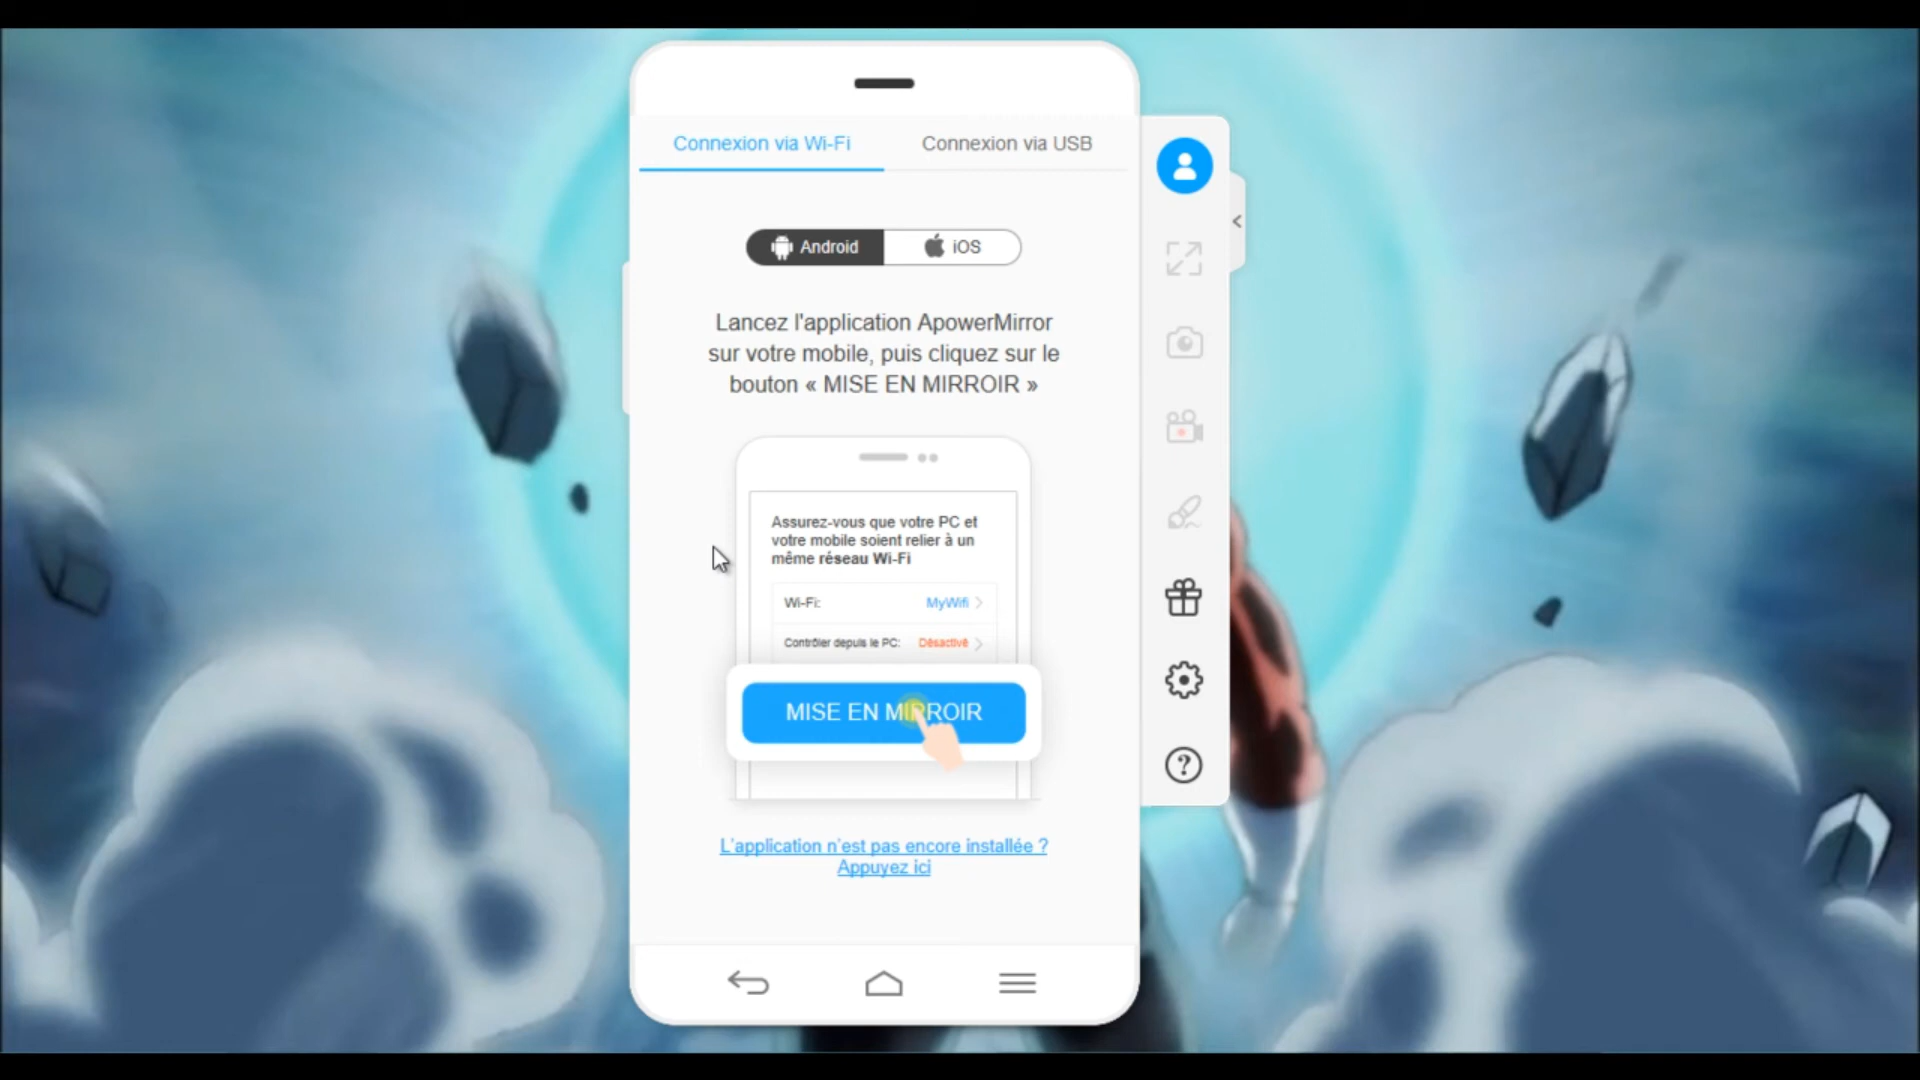 Connexion via Wi-Fi
Connexion via USB
Android
iOS
Lancez l'application ApowerMirror
sur votre mobile, puis cliquez sur le
bouton « MISE EN MIRROIR »
Assurez-vous que votre PC et
votre mobile soient relier à un
même réseau Wi-Fi
Wi-Fi: MyWifi
Contrôler depuis le PC: Désactivé
MISE EN MIRROIR
L'application n'est pas encore installée ?
Appuyez ici